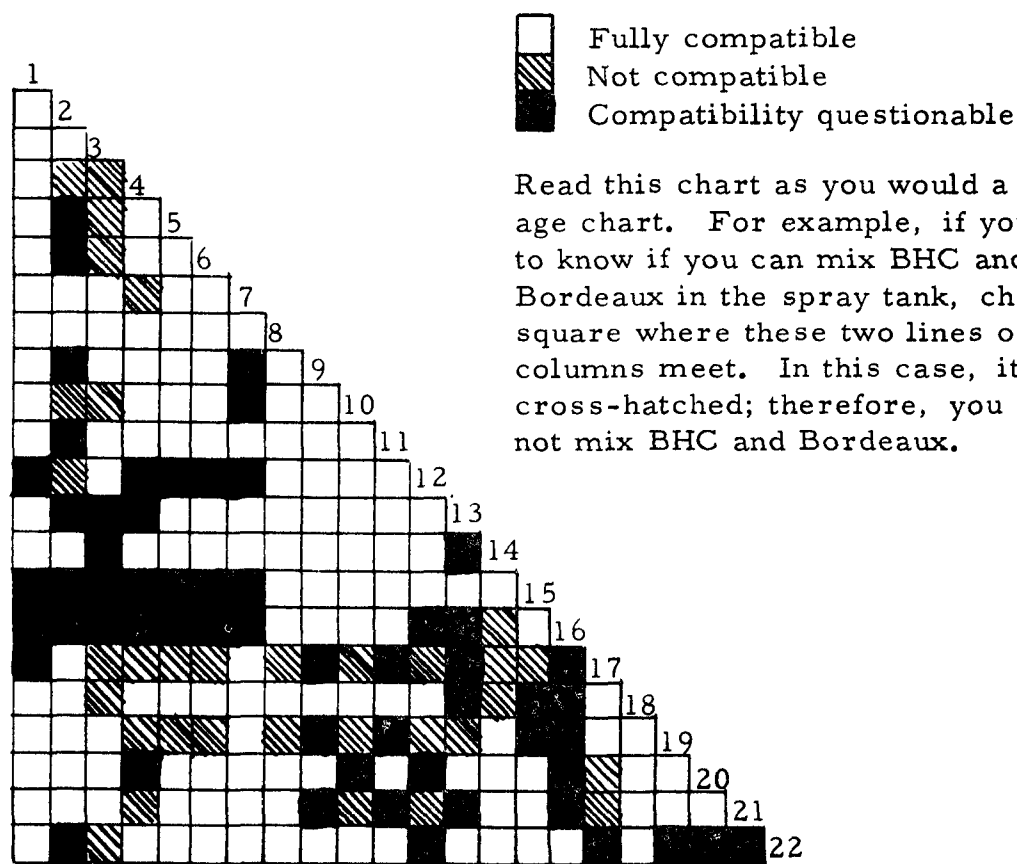 Fully compatible
Not compatible
Compatibility questionable
Read this chart as you would a
age chart. For example, if yo
to know if you can mix BHC and
Bordeaux in the spray tank, ch
square where these two lines o
columns meet. In this case, it
cross-hatched; therefore, you
not mix BHC and Bordeaux.
1
2
3
4
5
6
7
8
9
10
11
12
13
14
15
16
17
18
19
20
21
22